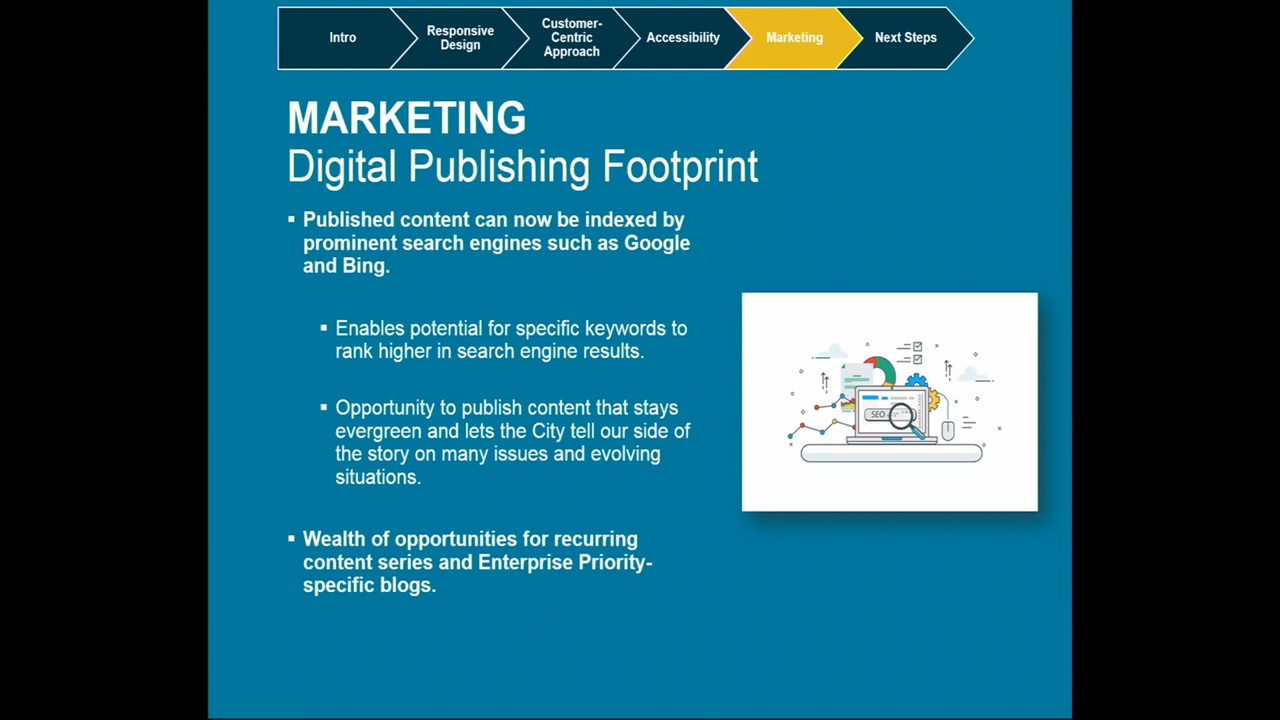 Intro
Responsive
Design
Customer-
Centric
Approach
Accessibility
Marketing
Next Steps
MARKETING
Digital Publishing Footprint
▪ Published content can now be indexed by
prominent search engines such as Google
and Bing.
▪ Enables potential for specific keywords to
rank higher in search engine results.
▪ Opportunity to publish content that stays
evergreen and lets the City tell our side of
the story on many issues and evolving
situations.
▪ Wealth of opportunities for recurring
content series and Enterprise Priority-
specific blogs.
SEO